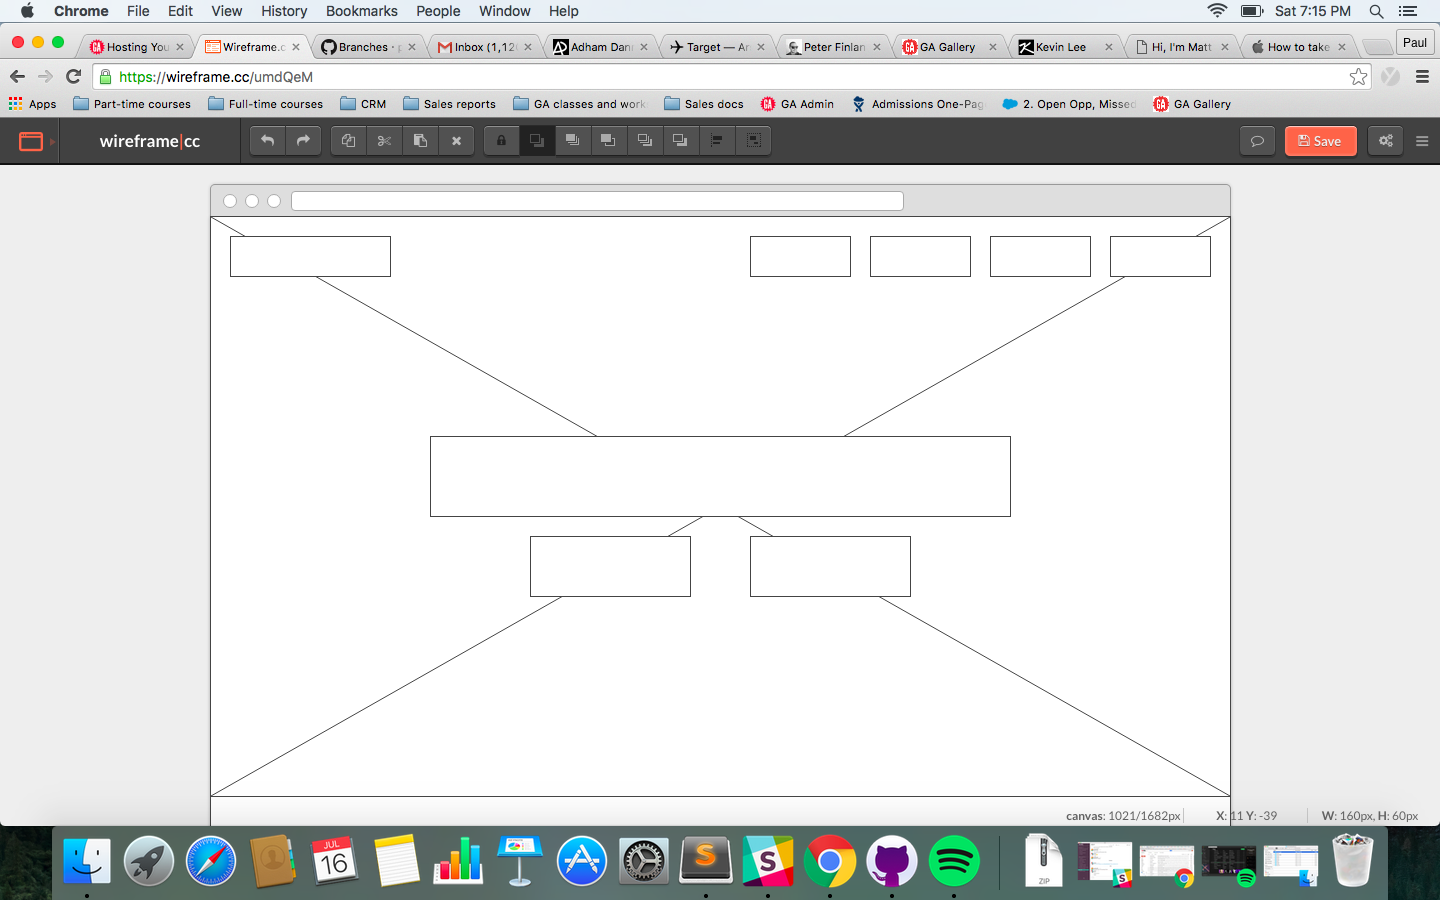 Chrome File Edit View History Bookmarks People Window Help Sat 7:15 PM
Hosting You Wireframe.c Branches · Inbox (1,12 Adham Dan Target — Ar Peter Finlan GA Gallery Kevin Lee Hi, I'm Matt How to take Paul
https://wireframe.cc/umdQeM
Apps Part-time courses Full-time courses CRM Sales reports GA classes and work Sales docs GA Admin Admissions One-Pag 2. Open Opp, Missed GA Gallery
wireframe|cc Save
canvas: 1021/1682px X: 11 Y: -39 W: 160px, H: 60px
JUL
16
ZIP